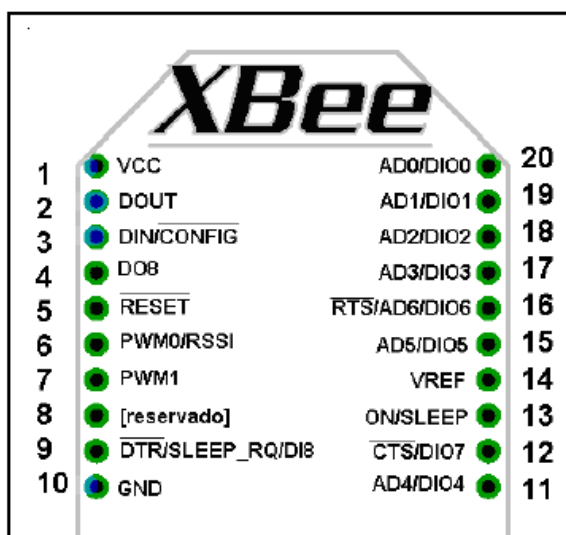 XBee
1 VCC AD0/DIO0 20
2 DOUT AD1/DIO1 19
3 DIN/CONFIG AD2/DIO2 18
4 DO8 AD3/DIO3 17
5 RESET RTS/AD6/DIO6 16
6 PWM0/RSSI AD5/DIO5 15
7 PWM1 VREF 14
8 [reservado] ON/SLEEP 13
9 DTR/SLEEP_RQ/DI8 CTS/DIO7 12
10 GND AD4/DIO4 11